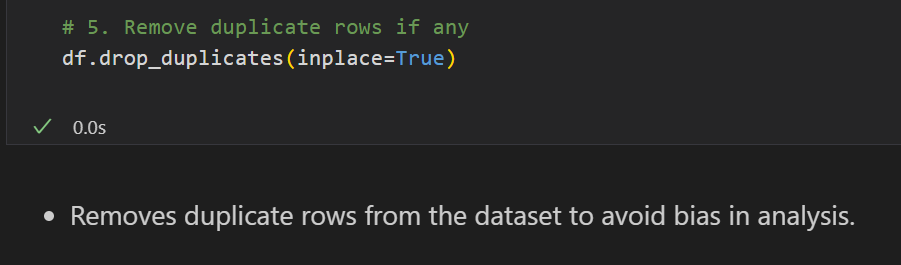 # 5. Remove duplicate rows if any
df.drop_duplicates(inplace=True)
✓ 0.0s
• Removes duplicate rows from the dataset to avoid bias in analysis.